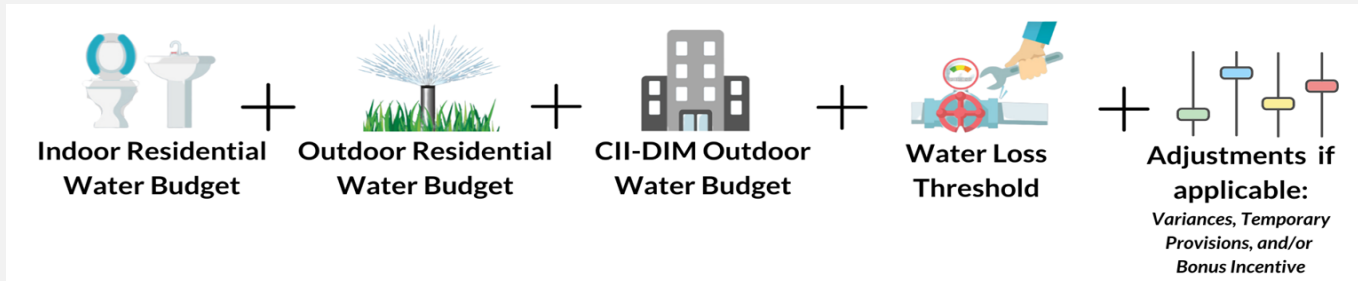 Indoor Residential
Water Budget
Outdoor Residential
Water Budget
CII-DIM Outdoor
Water Budget
Water Loss
Threshold
Adjustments if
applicable:
Variances, Temporary
Provisions, and/or
Bonus Incentive